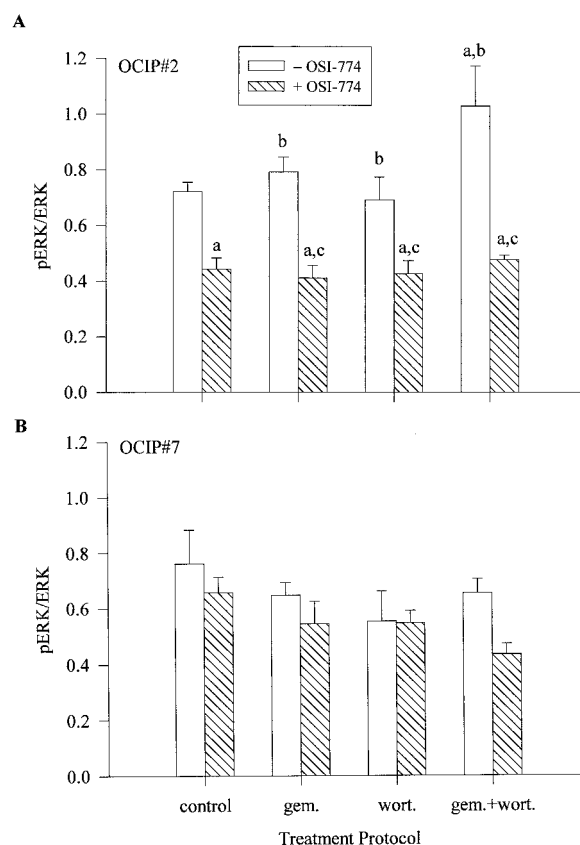 A
OCIP#2
– OSI-774
+ OSI-774
1.2
1.0
0.8
0.6
0.4
0.2
0.0
pERK/ERK
a
b
a,c
b
a,c
a,b
a,c
B
OCIP#7
1.2
1.0
0.8
0.6
0.4
0.2
0.0
pERK/ERK
control gem. wort. gem.+wort.
Treatment Protocol